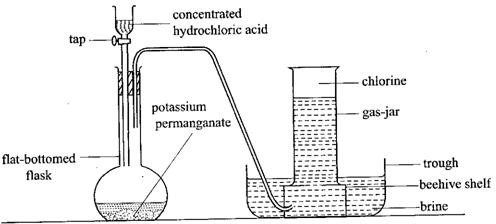 concentrated
hydrochloric acid
tap
chlorine
gas-jar
potassium
permanganate
flat-bottomed
flask
trough
beehive shelf
brine